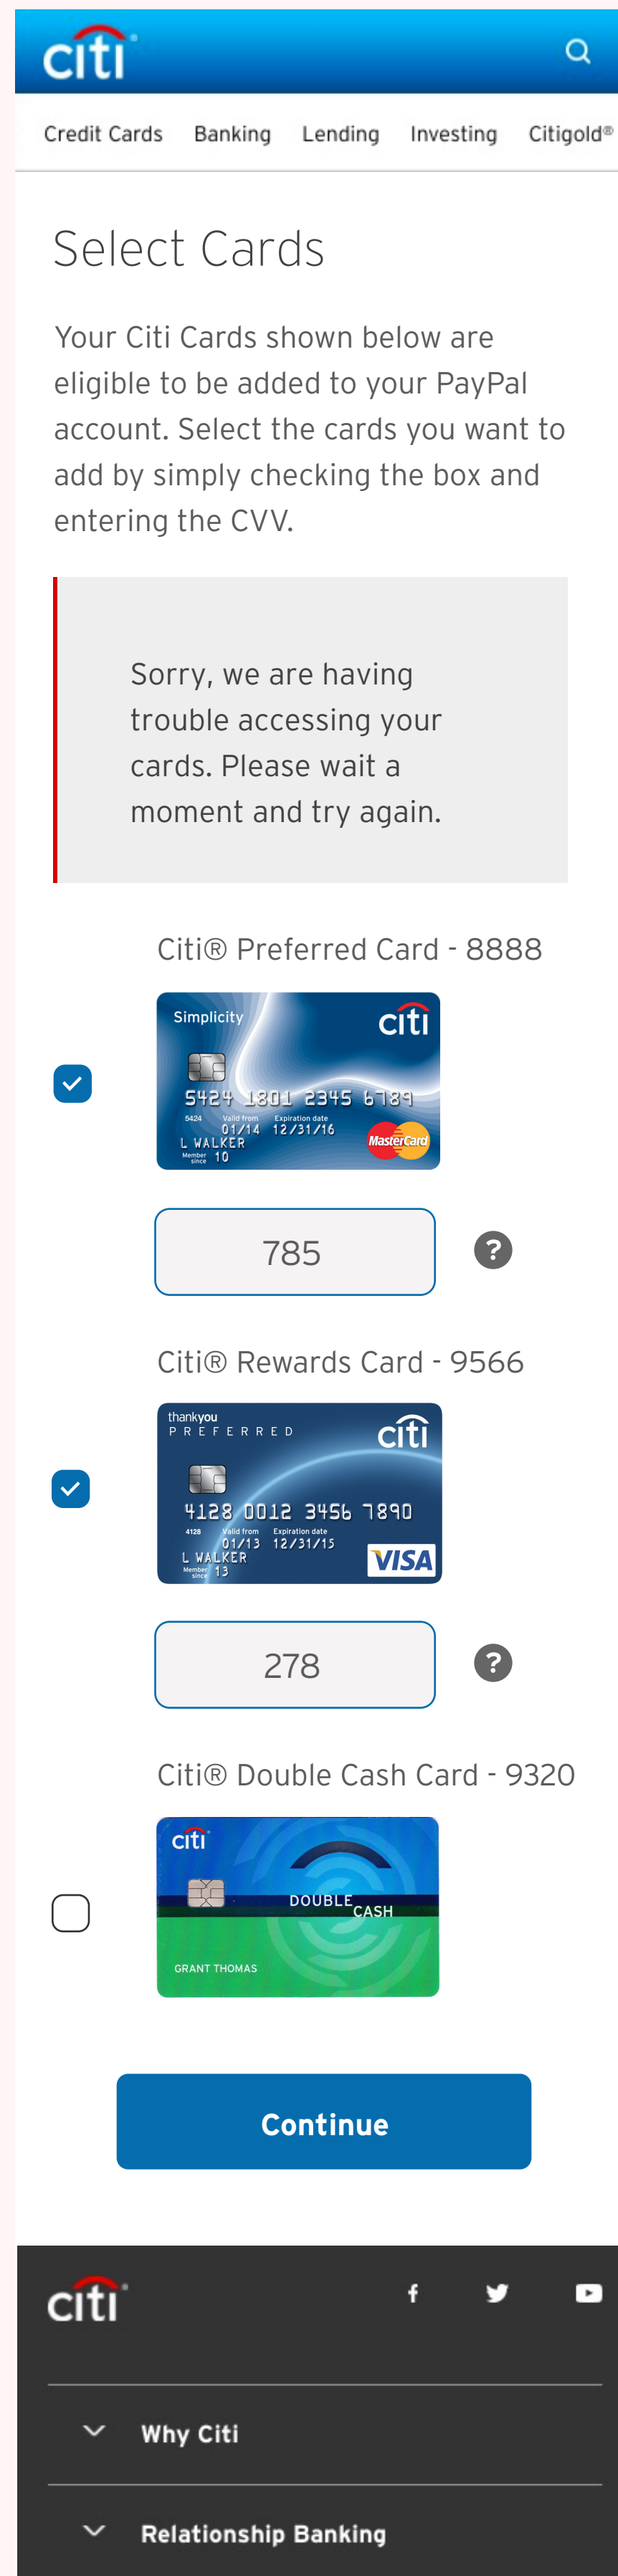 citi
Credit Cards Banking Lending Investing Citigold®
Select Cards
Your Citi Cards shown below are
eligible to be added to your PayPal
account. Select the cards you want to
add by simply checking the box and
entering the CVV.
Sorry, we are having
trouble accessing your
cards. Please wait a
moment and try again.
Citi® Preferred Card - 8888
Simplicity
citi
5424 1801 2345 6789
5424 Valid from Expiration date
01/14 12/31/16
L WALKER
Member since 10
MasterCard
785
?
Citi® Rewards Card - 9566
thankyou
PREFERRED
citi
4128 0012 3456 7890
4128 Valid from Expiration date
01/13 12/31/15
L WALKER
Member since 13
VISA
278
?
Citi® Double Cash Card - 9320
citi
DOUBLE
CASH
GRANT THOMAS
Continue
citi
Why Citi
Relationship Banking